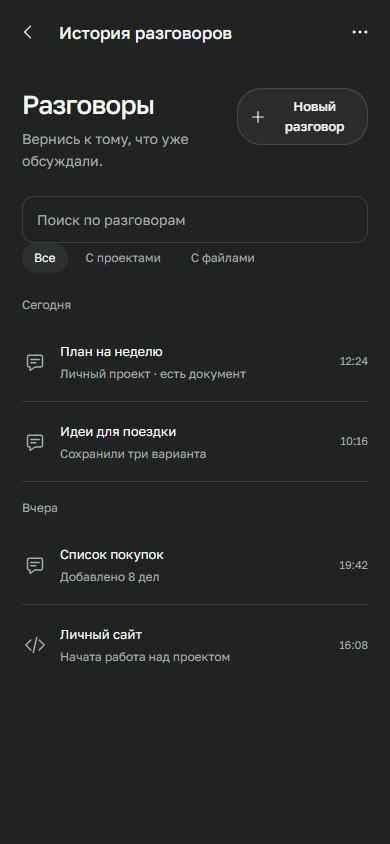 История разговоров
Разговоры
Вернись к тому, что уже
обсуждали.
Новый
разговор
Поиск по разговорам
Все
С проектами
С файлами
Сегодня
План на неделю
Личный проект · есть документ
12:24
Идеи для поездки
Сохранили три варианта
10:16
Вчера
Список покупок
Добавлено 8 дел
19:42
Личный сайт
Начата работа над проектом
16:08